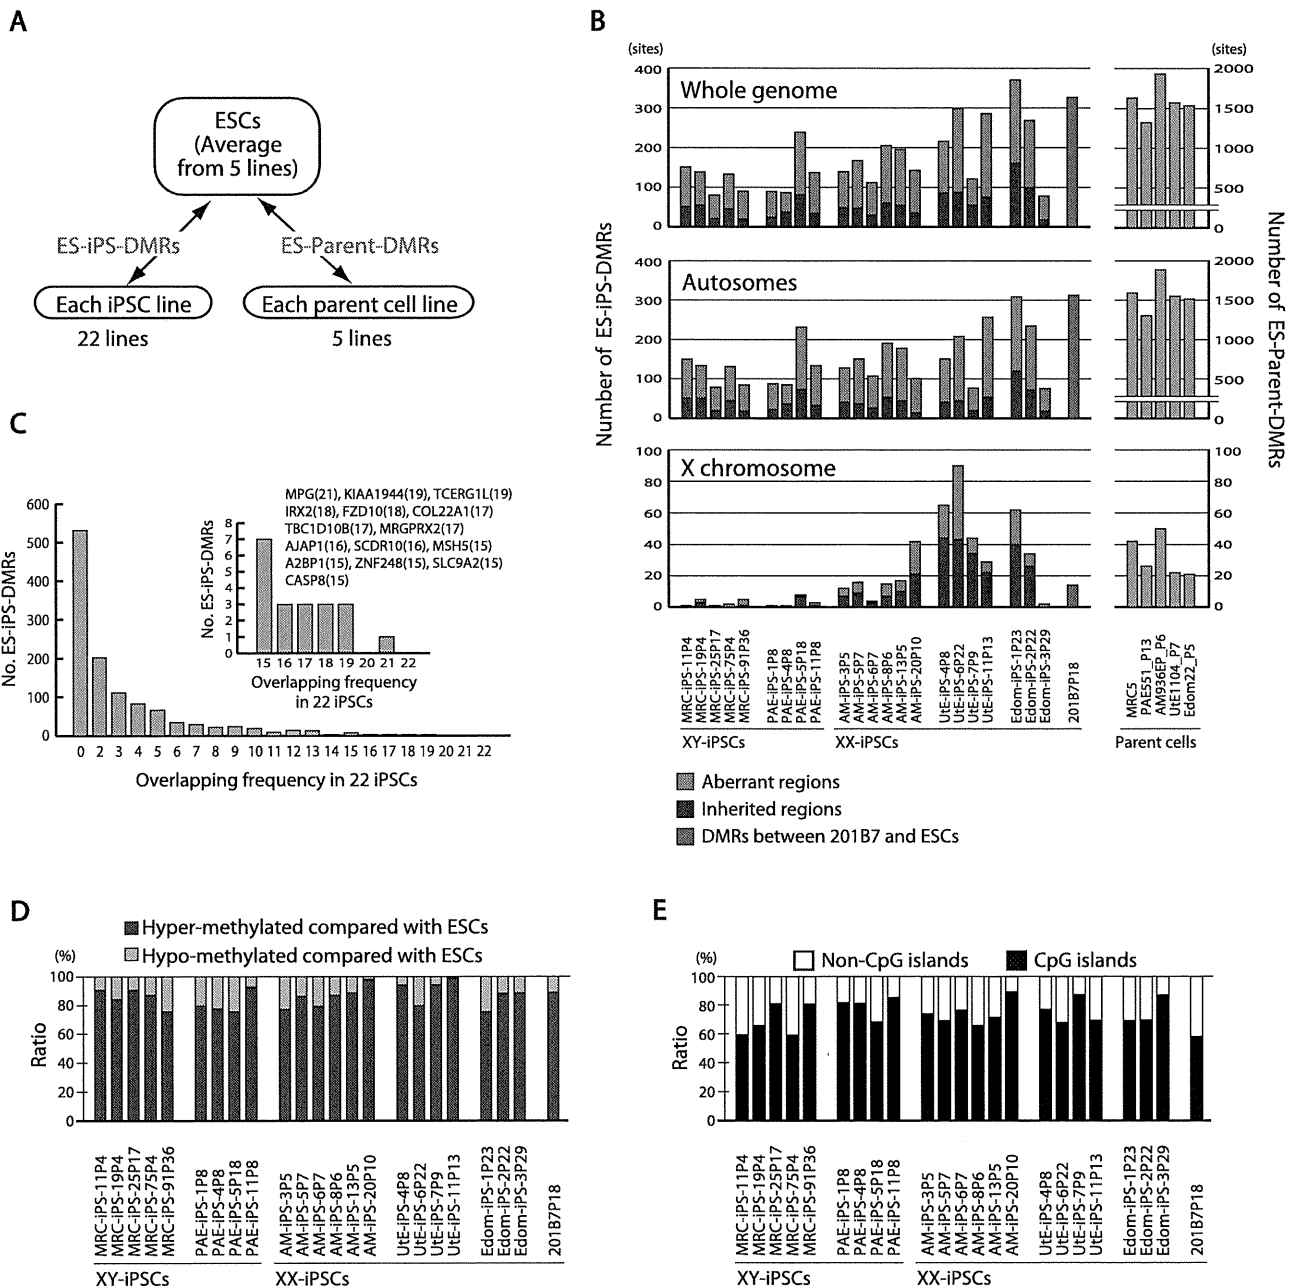 A
ESCs
(Average
from 5 lines)
ES-iPS-DMRs
ES-Parent-DMRs
Each iPSC line
Each parent cell line
22 lines
5 lines
B
(sites)
(sites)
Number of ES-iPS-DMRs
Number of ES-Parent-DMRs
Whole genome
400
300
200
100
0
2000
1500
1000
500
0
Autosomes
400
300
200
100
0
2000
1500
1000
500
0
X chromosome
100
80
60
40
20
0
100
80
60
40
20
0
MRC-iPS-11P4
MRC-iPS-19P4
MRC-iPS-25P17
MRC-iPS-75P4
MRC-iPS-91P36
PAE-iPS-1P8
PAE-iPS-4P8
PAE-iPS-5P18
PAE-iPS-11P8
AM-iPS-3P5
AM-iPS-5P7
AM-iPS-6P7
AM-iPS-8P6
AM-iPS-13P5
AM-iPS-20P10
UtE-iPS-4P8
UtE-iPS-6P22
UtE-iPS-7P9
UtE-iPS-11P13
Edom-iPS-1P23
Edom-iPS-2P22
Edom-iPS-3P29
201B7P18
MRC5
PAE551_P13
AM936EP_P6
UtE1104_P7
Edom22_P5
XY-iPSCs
XX-iPSCs
Parent cells
Aberrant regions
Inherited regions
DMRs between 201B7 and ESCs
C
No. ES-iPS-DMRs
600
500
400
300
200
100
0
0 2 3 4 5 6 7 8 9 10 11 12 13 14 15 16 17 18 19 20 21 22
Overlapping frequency in 22 iPSCs
MPG(21), KIAA1944(19), TCERG1L(19)
IRX2(18), FZD10(18), COL22A1(17)
TBC1D10B(17), MRGPRX2(17)
AJAP1(16), SCDR10(16), MSH5(15)
A2BP1(15), ZNF248(15), SLC9A2(15)
CASP8(15)
No. ES-iPS-DMRs
8
7
6
5
4
3
2
1
0
15 16 17 18 19 20 21 22
Overlapping frequency
in 22 iPSCs
D
Hyper-methylated compared with ESCs
Hypo-methylated compared with ESCs
(%)
Ratio
100
80
60
40
20
0
MRC-iPS-11P4
MRC-iPS-19P4
MRC-iPS-25P17
MRC-iPS-75P4
MRC-iPS-91P36
PAE-iPS-1P8
PAE-iPS-4P8
PAE-iPS-5P18
PAE-iPS-11P8
AM-iPS-3P5
AM-iPS-5P7
AM-iPS-6P7
AM-iPS-8P6
AM-iPS-13P5
AM-iPS-20P10
UtE-iPS-4P8
UtE-iPS-6P22
UtE-iPS-7P9
UtE-iPS-11P13
Edom-iPS-1P23
Edom-iPS-2P22
Edom-iPS-3P29
201B7P18
XY-iPSCs
XX-iPSCs
E
Non-CpG islands
CpG islands
(%)
Ratio
100
80
60
40
20
0
MRC-iPS-11P4
MRC-iPS-19P4
MRC-iPS-25P17
MRC-iPS-75P4
MRC-iPS-91P36
PAE-iPS-1P8
PAE-iPS-4P8
PAE-iPS-5P18
PAE-iPS-11P8
AM-iPS-3P5
AM-iPS-5P7
AM-iPS-6P7
AM-iPS-8P6
AM-iPS-13P5
AM-iPS-20P10
UtE-iPS-4P8
UtE-iPS-6P22
UtE-iPS-7P9
UtE-iPS-11P13
Edom-iPS-1P23
Edom-iPS-2P22
Edom-iPS-3P29
201B7P18
XY-iPSCs
XX-iPSCs